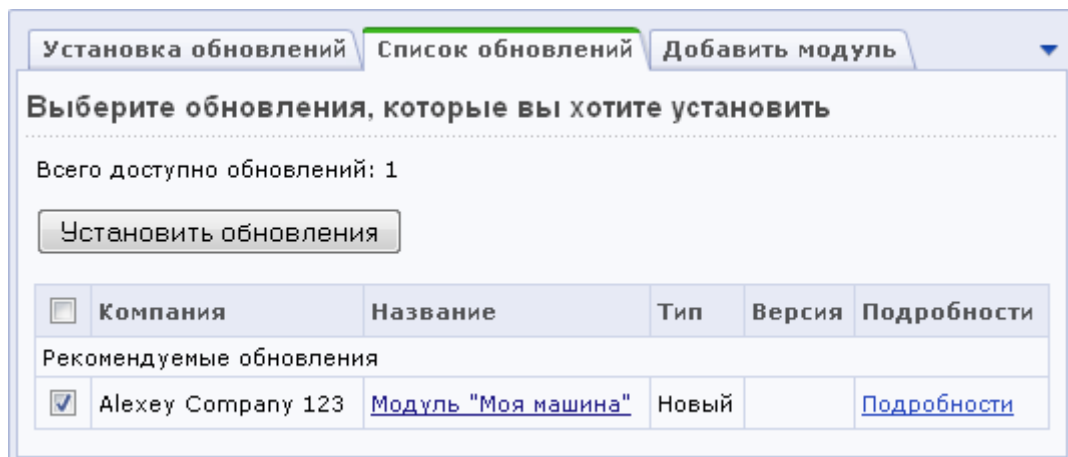 Установка обновлений Список обновлений Добавить модуль
Выберите обновления, которые вы хотите установить
Всего доступно обновлений: 1
Установить обновления
Компания Название Тип Версия Подробности
Рекомендуемые обновления
Alexey Company 123 Модуль "Моя машина" Новый Подробности